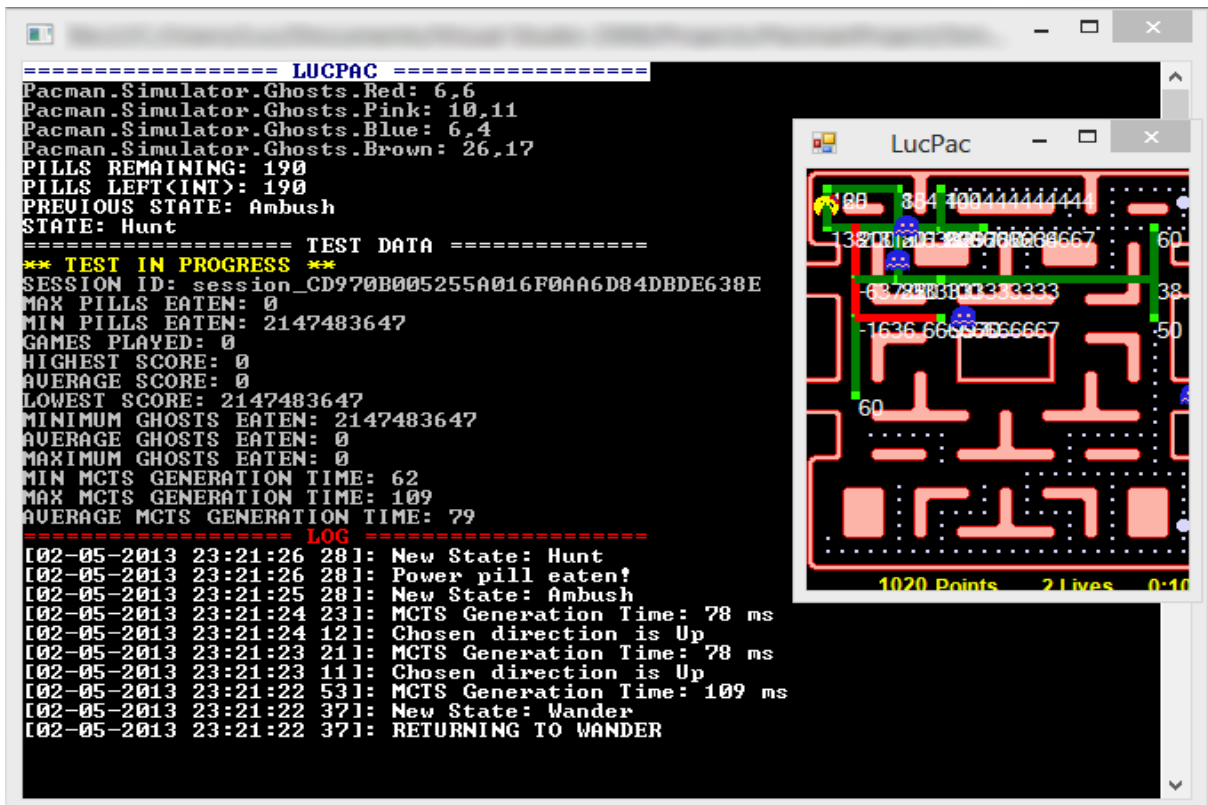 ================== LUCPAC ==================
Pacman.Simulator.Ghosts.Red: 6,6
Pacman.Simulator.Ghosts.Pink: 10,11
Pacman.Simulator.Ghosts.Blue: 6,4
Pacman.Simulator.Ghosts.Brown: 26,17
PILLS REMAINING: 190
PILLS LEFT(INT): 190
PREVIOUS STATE: Ambush
STATE: Hunt
=================== TEST DATA ==============
** TEST IN PROGRESS **
SESSION ID: session_CD970B005255A016F0AA6D84DBDE638E
MAX PILLS EATEN: 0
MIN PILLS EATEN: 2147483647
GAMES PLAYED: 0
HIGHEST SCORE: 0
AVERAGE SCORE: 0
LOWEST SCORE: 2147483647
MINIMUM GHOSTS EATEN: 2147483647
AVERAGE GHOSTS EATEN: 0
MAXIMUM GHOSTS EATEN: 0
MIN MCTS GENERATION TIME: 62
MAX MCTS GENERATION TIME: 109
AVERAGE MCTS GENERATION TIME: 79
=================== LOG ====================
[02-05-2013 23:21:26 28]: New State: Hunt
[02-05-2013 23:21:26 28]: Power pill eaten!
[02-05-2013 23:21:25 28]: New State: Ambush
[02-05-2013 23:21:24 23]: MCTS Generation Time: 78 ms
[02-05-2013 23:21:24 12]: Chosen direction is Up
[02-05-2013 23:21:23 21]: MCTS Generation Time: 78 ms
[02-05-2013 23:21:23 11]: Chosen direction is Up
[02-05-2013 23:21:22 53]: MCTS Generation Time: 109 ms
[02-05-2013 23:21:22 37]: New State: Wander
[02-05-2013 23:21:22 37]: RETURNING TO WANDER
LucPac
60
38.
50
60
1020 Points 2 Lives 0:10